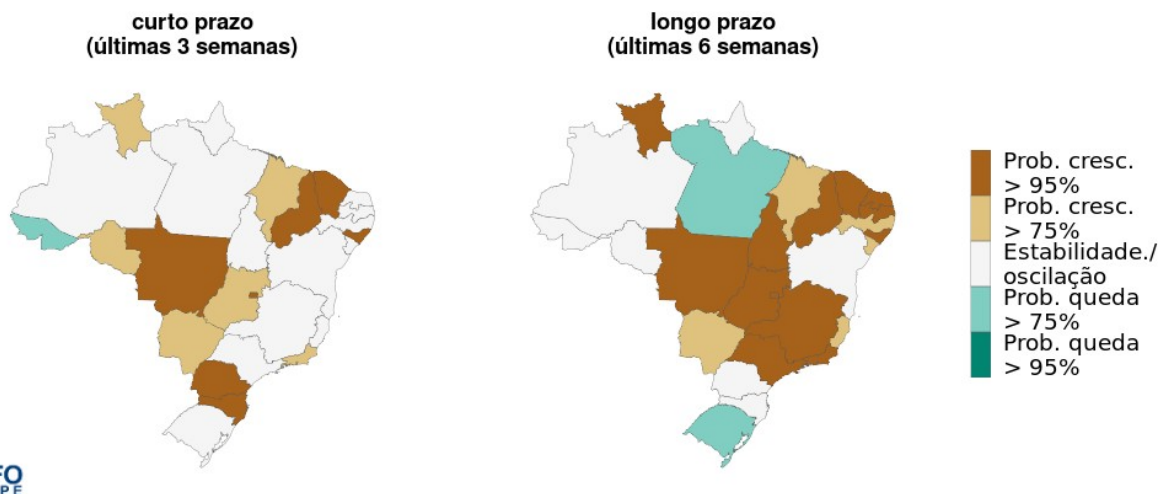 curto prazo
(últimas 3 semanas)
longo prazo
(últimas 6 semanas)
Prob. cresc.
> 95%
Prob. cresc.
> 75%
Estabilidade./
oscilação
Prob. queda
> 75%
Prob. queda
> 95%